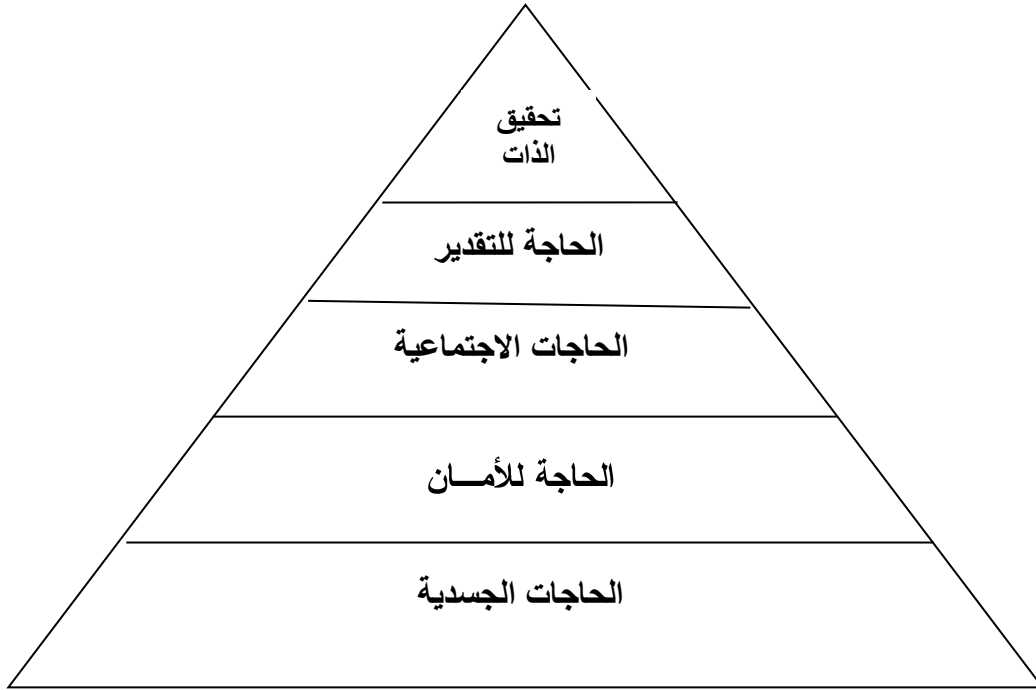 تحقيق
الذات
الحاجة للتقدير
الحاجات الاجتماعية
الحاجة للأمـــان
الحاجات الجسدية